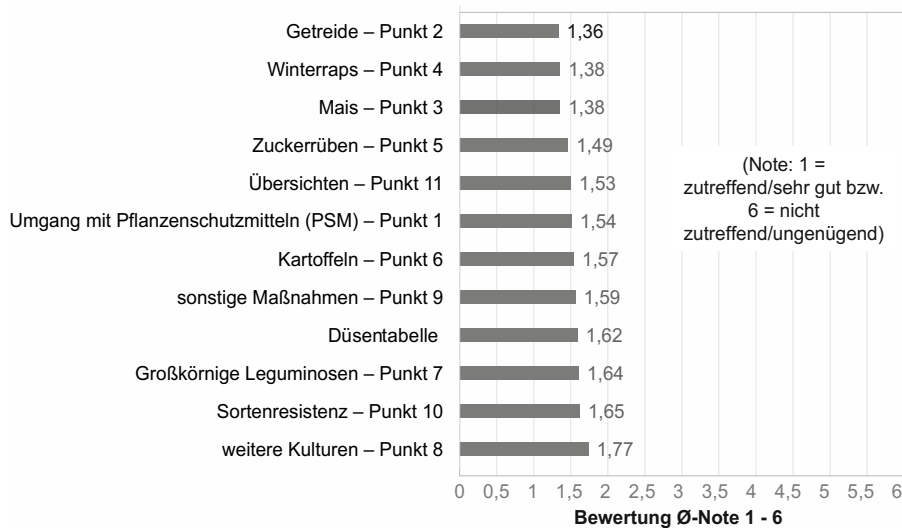 Getreide – Punkt 2 1,36
Winterraps – Punkt 4 1,38
Mais – Punkt 3 1,38
Zuckerrüben – Punkt 5 1,49
Übersichten – Punkt 11 1,53
Umgang mit Pflanzenschutzmitteln (PSM) – Punkt 1 1,54
Kartoffeln – Punkt 6 1,57
sonstige Maßnahmen – Punkt 9 1,59
Düsentabelle 1,62
Großkörnige Leguminosen – Punkt 7 1,64
Sortenresistenz – Punkt 10 1,65
weitere Kulturen – Punkt 8 1,77
(Note: 1 =
zutreffend/sehr gut bzw.
6 = nicht
zutreffend/ungenügend)
0 0,5 1 1,5 2 2,5 3 3,5 4 4,5 5 5,5 6
Bewertung Ø-Note 1 - 6